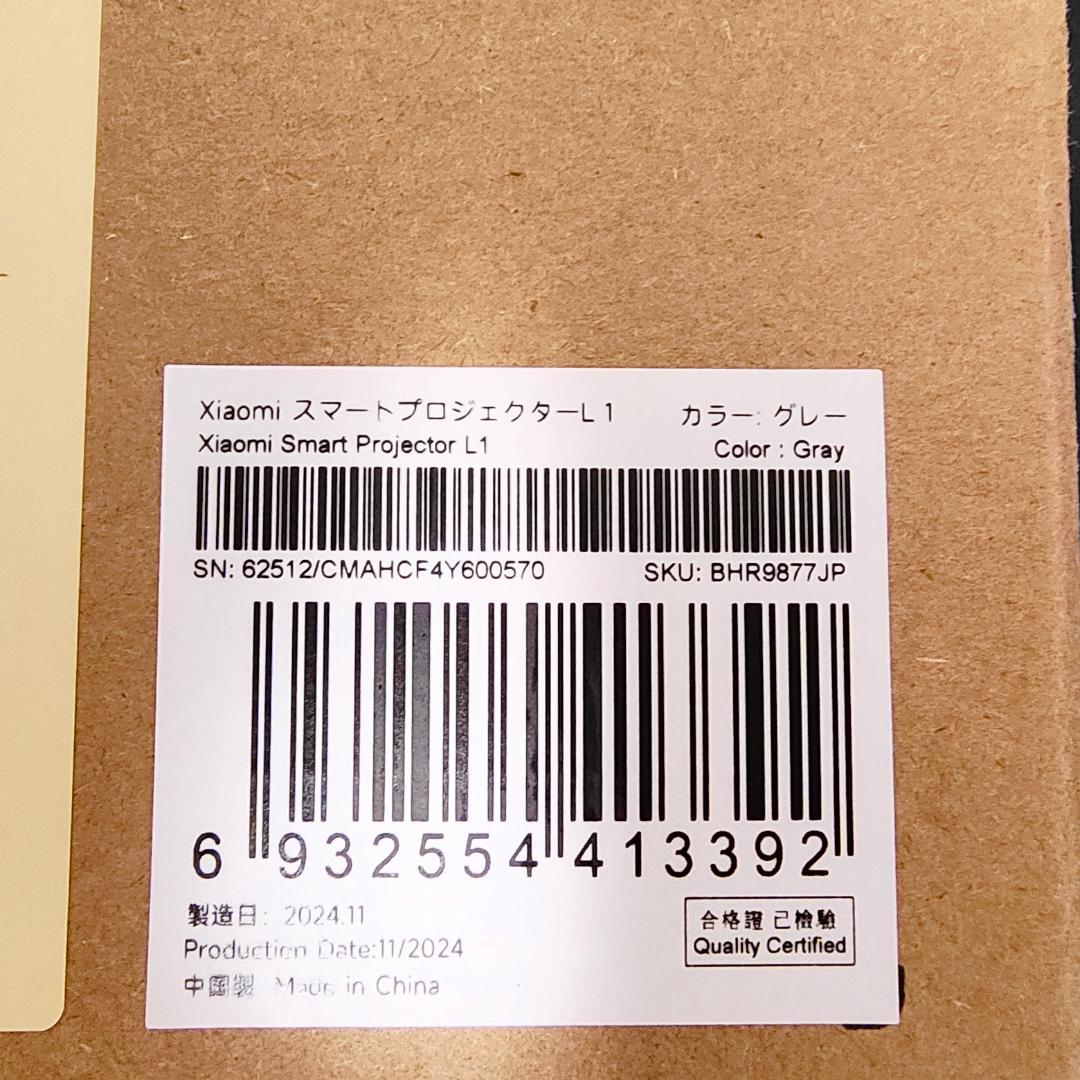 Xiaomi スマートプロジェクターL 1 カラー: グレー
Xiaomi Smart Projector L1 Color : Gray
SN: 62512/CMAHCF4Y600570 SKU: BHR9877JP
6 932554 413392
製造日: 2024.11
Production Date:11/2024
中国製 Made in China
合格證 已檢驗
Quality Certified